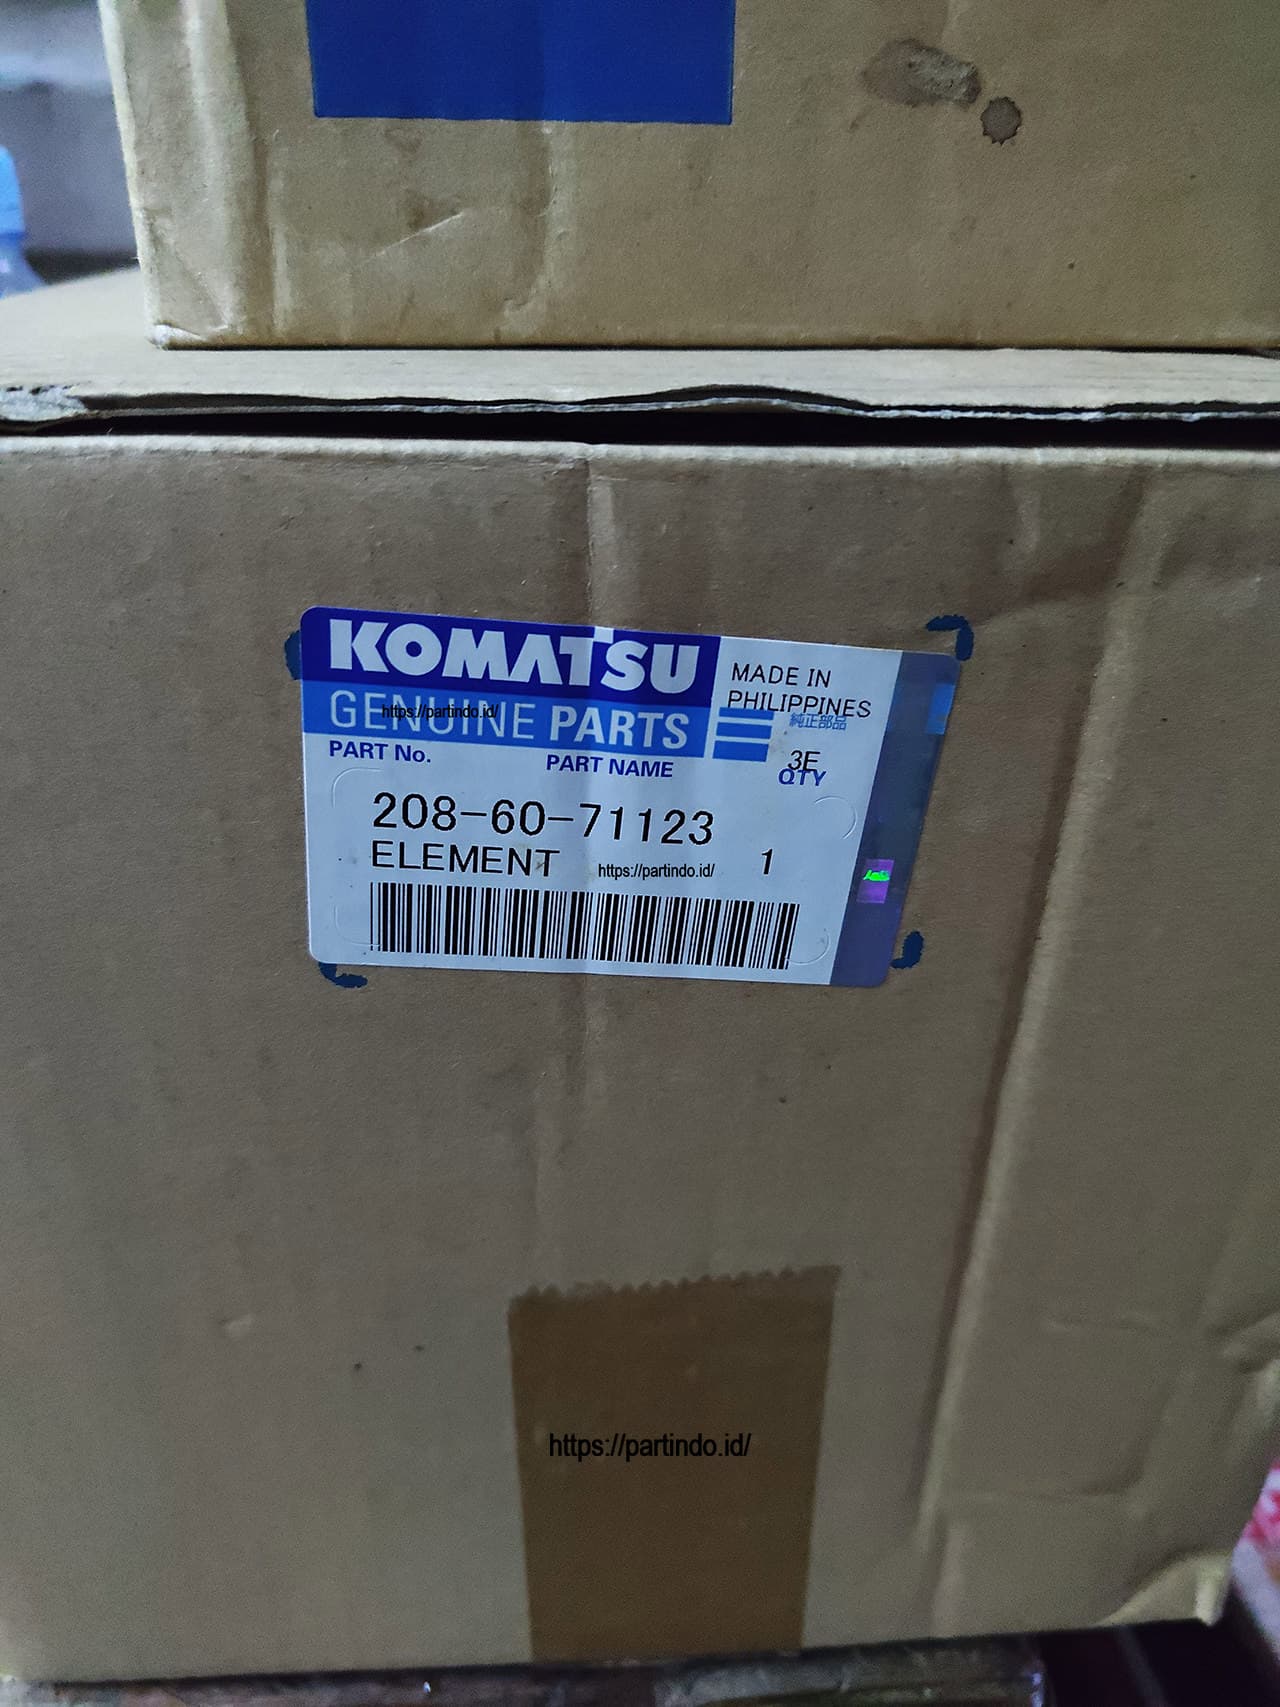 KOMATSU
MADE IN
PHILIPPINES
GENUINE PARTS
https://partindo.id/
純正部品
PART No.
PART NAME
3E
QTY
208-60-71123
ELEMENT
https://partindo.id/
1
https://partindo.id/